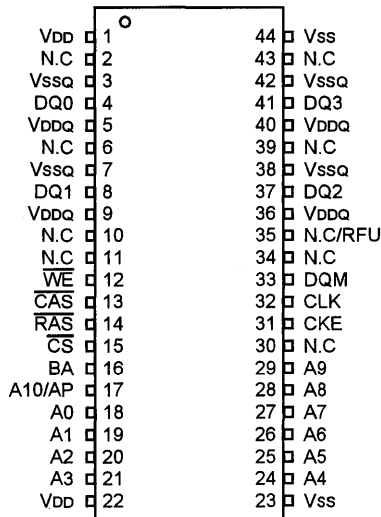 VDD 1 44 VSS
N.C 2 43 N.C
VSSQ 3 42 VSSQ
DQ0 4 41 DQ3
VDDQ 5 40 VDDQ
N.C 6 39 N.C
VSSQ 7 38 VSSQ
DQ1 8 37 DQ2
VDDQ 9 36 VDDQ
N.C 10 35 N.C/RFU
N.C 11 34 N.C
WE 12 33 DQM
CAS 13 32 CLK
RAS 14 31 CKE
CS 15 30 N.C
BA 16 29 A9
A10/AP 17 28 A8
A0 18 27 A7
A1 19 26 A6
A2 20 25 A5
A3 21 24 A4
VDD 22 23 VSS